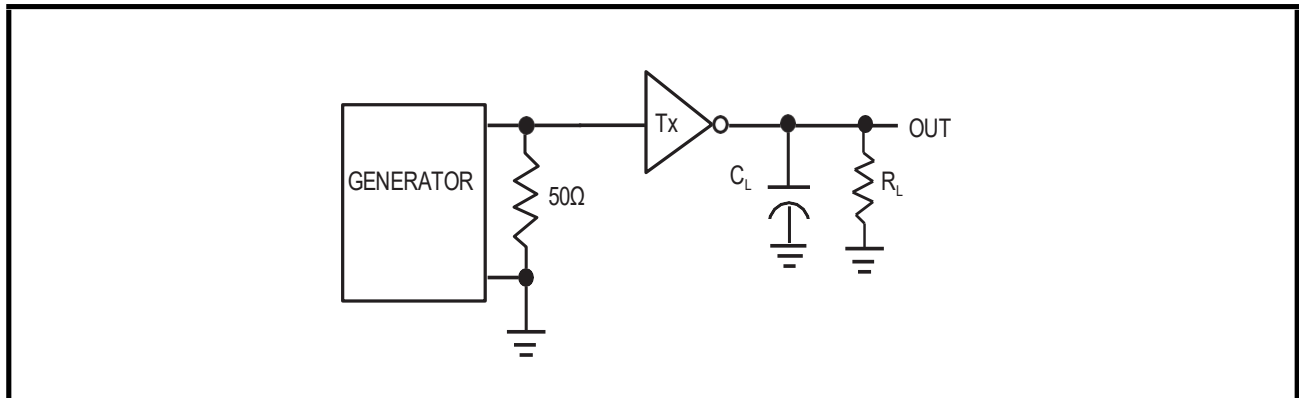 GENERATOR
50Ω
Tx
C_L
R_L
OUT